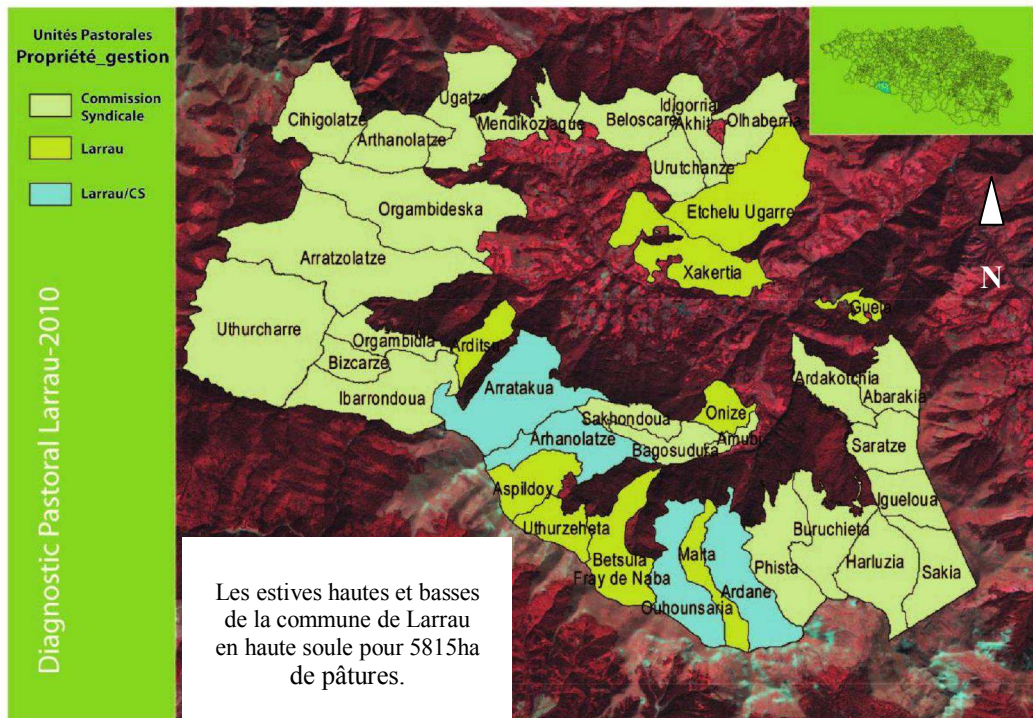 Unités Pastorales
Propriété_gestion
Commission
Syndicale
Larrau
Larrau/CS
Diagnostic Pastoral Larrau-2010
N
Cihigolatze
Arthanolatze
Ugatze
Mendikoziague
Beloscare
Idigorria
Akhit
Olhaberria
Urutchanze
Etchelu Ugarre
Xakertia
Orgambideska
Arratzolatze
Uthurcharre
Orgambidia
Bizcarze
Ibarrondoua
Arditse
Arratakua
Guela
Ardakotchia
Abarakia
Onize
Sakhondoua
Amubi
Arhanolatze
Bagosuduka
Saratze
Aspildoy
Igueloua
Uthurzeheta
Buruchieta
Betsula
Malta
Phista
Harluzia
Sakia
Fray de Naba
Ardane
Ouhounsaria
Les estives hautes et basses
de la commune de Larrau
en haute soule pour 5815ha
de pâtures.